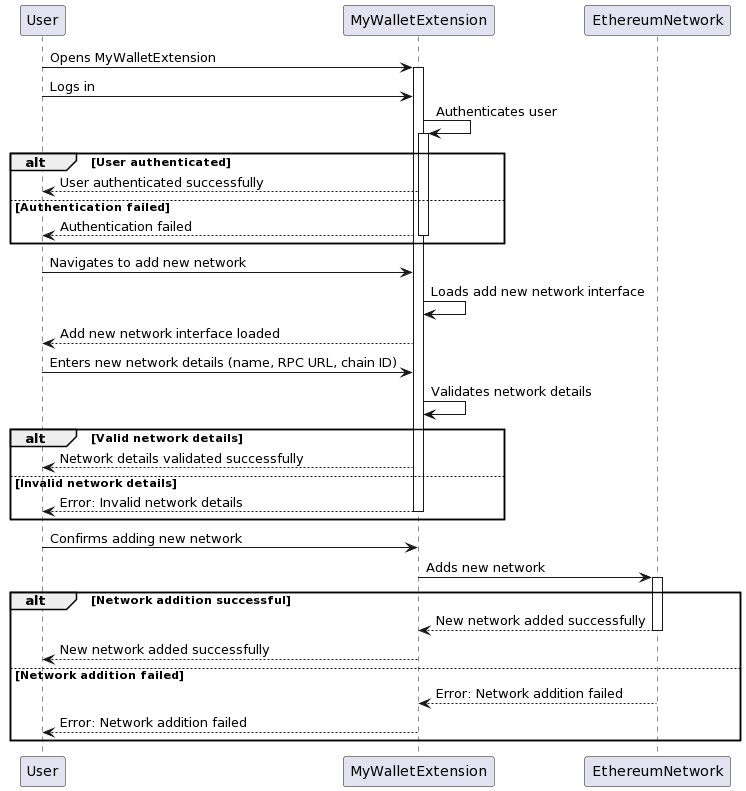 User
MyWalletExtension
EthereumNetwork
Opens MyWalletExtension
Logs in
Authenticates user
alt
[User authenticated]
User authenticated successfully
[Authentication failed]
Authentication failed
Navigates to add new network
Loads add new network interface
Add new network interface loaded
Enters new network details (name, RPC URL, chain ID)
Validates network details
alt
[Valid network details]
Network details validated successfully
[Invalid network details]
Error: Invalid network details
Confirms adding new network
Adds new network
alt
[Network addition successful]
New network added successfully
New network added successfully
[Network addition failed]
Error: Network addition failed
Error: Network addition failed
User
MyWalletExtension
EthereumNetwork